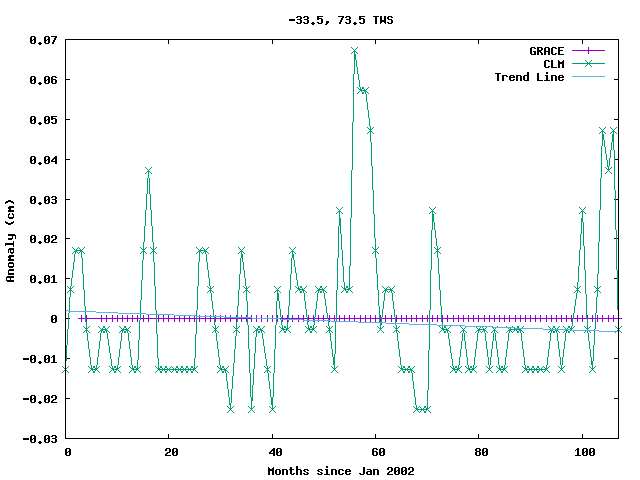 -33.5, 73.5 TWS
GRACE
CLM
Trend Line
0.07
0.06
0.05
0.04
0.03
0.02
0.01
0
-0.01
-0.02
-0.03
Anomaly (cm)
0 20 40 60 80 100
Months since Jan 2002